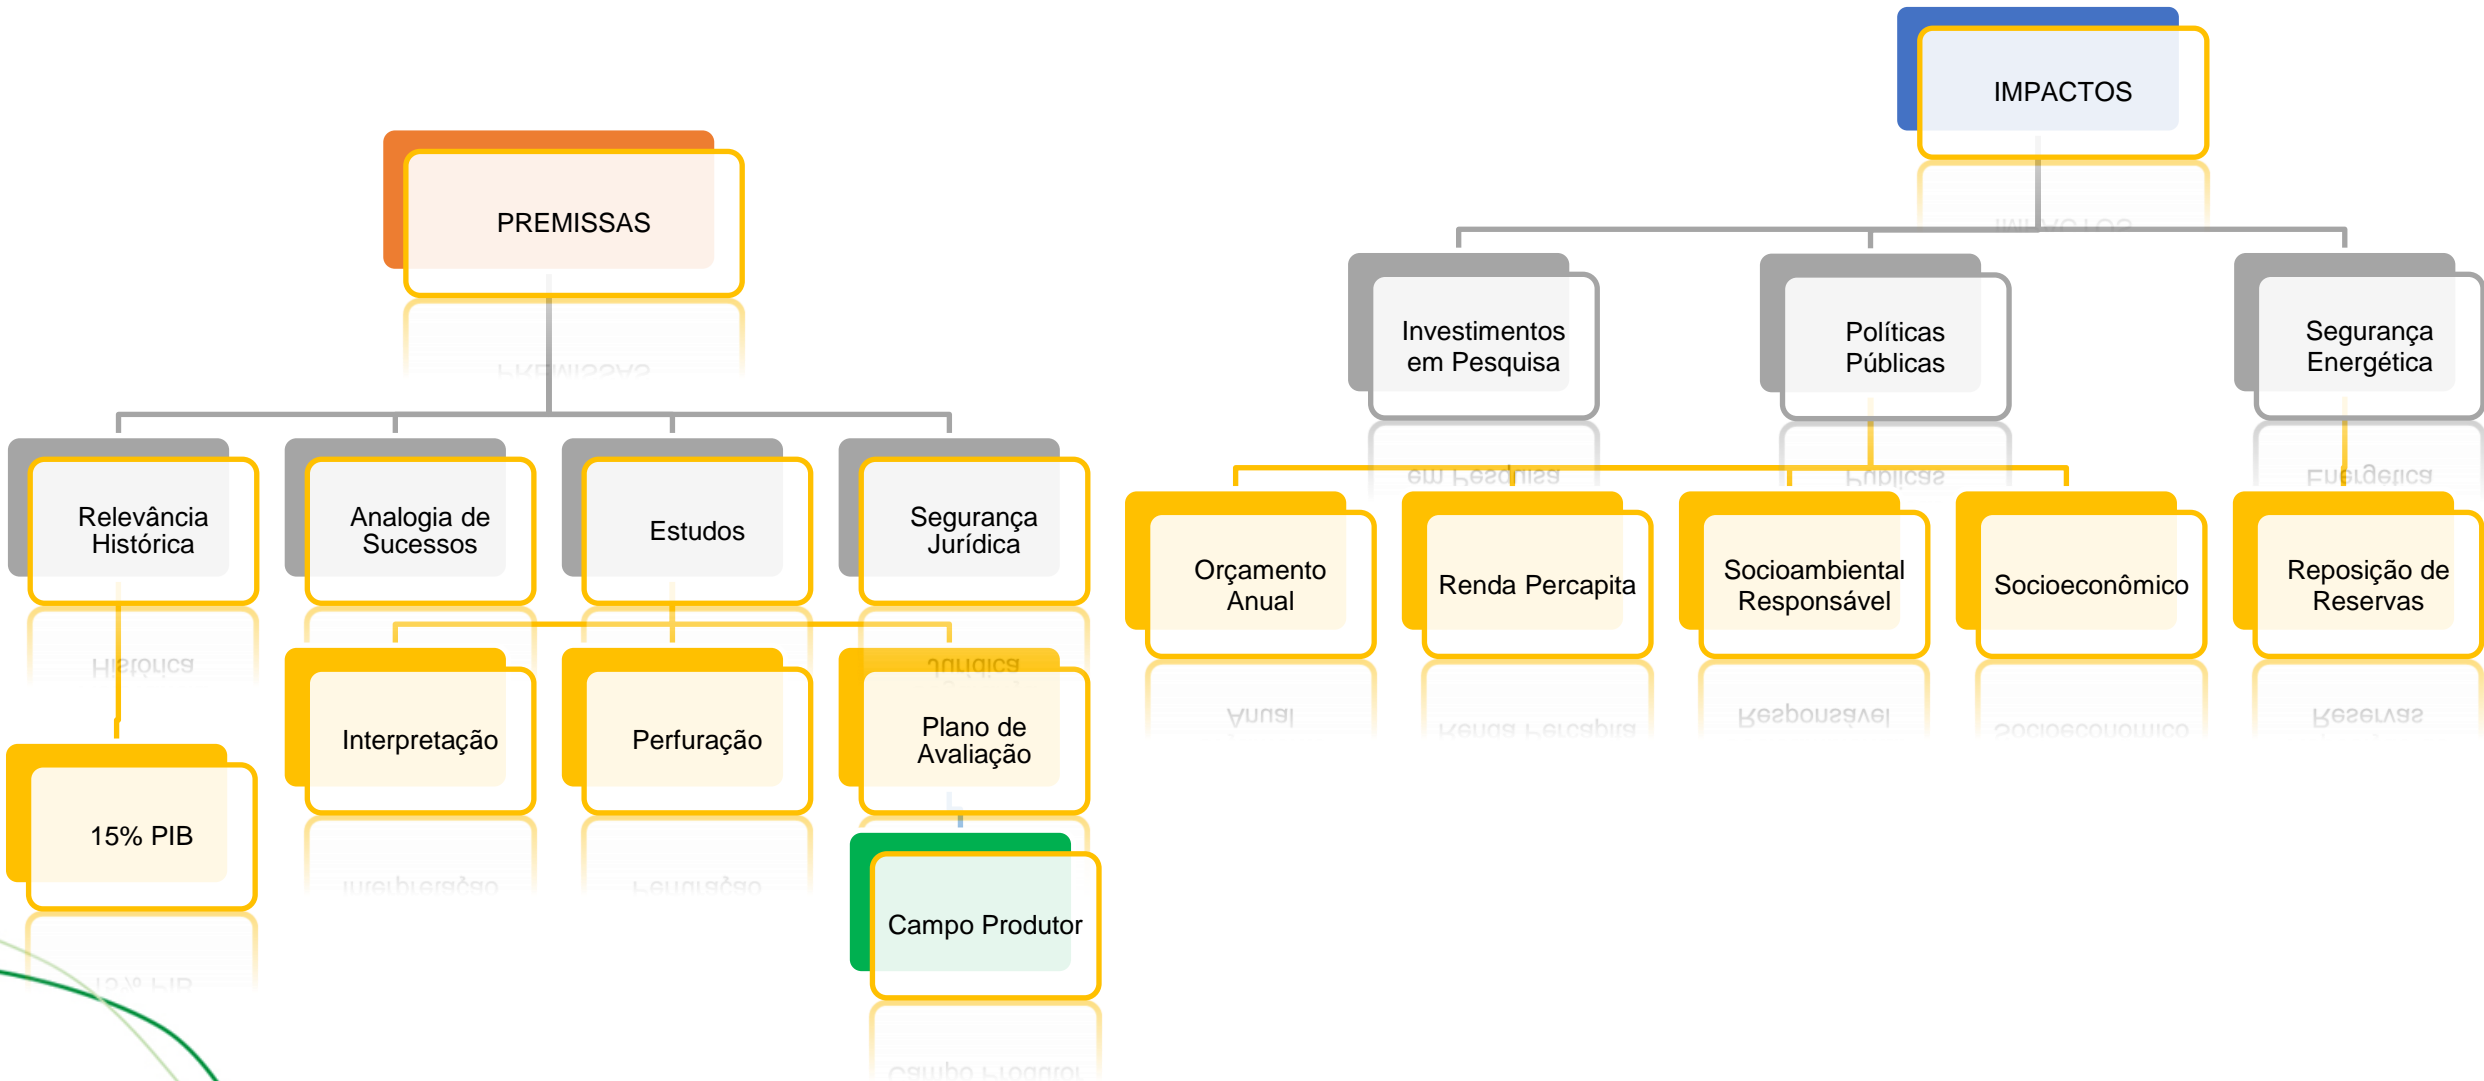 PREMISSAS
Relevância
Histórica
Analogia de
Sucessos
Estudos
Segurança
Jurídica
Interpretação
Perfuração
Plano de
Avaliação
15% PIB
Campo Produtor
IMPACTOS
Investimentos
em Pesquisa
Políticas
Públicas
Segurança
Energética
Orçamento
Anual
Renda Percapita
Socioambiental
Responsável
Socioeconômico
Reposição de
Reservas